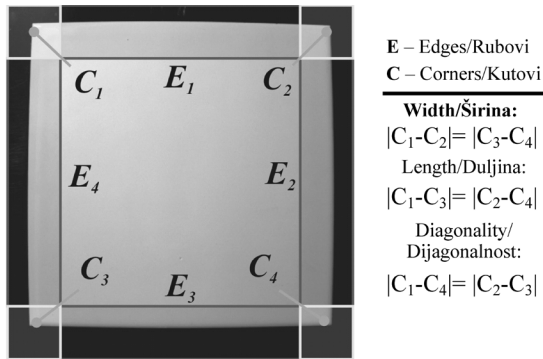 C₁ E₁ C₂
E₄ E₂
C₃ E₃ C₄
E – Edges/Rubovi
C – Corners/Kutovi
Width/Širina:
|C₁-C₂|= |C₃-C₄|
Length/Duljina:
|C₁-C₃|= |C₂-C₄|
Diagonality/
Dijagonalnost:
|C₁-C₄|= |C₂-C₃|